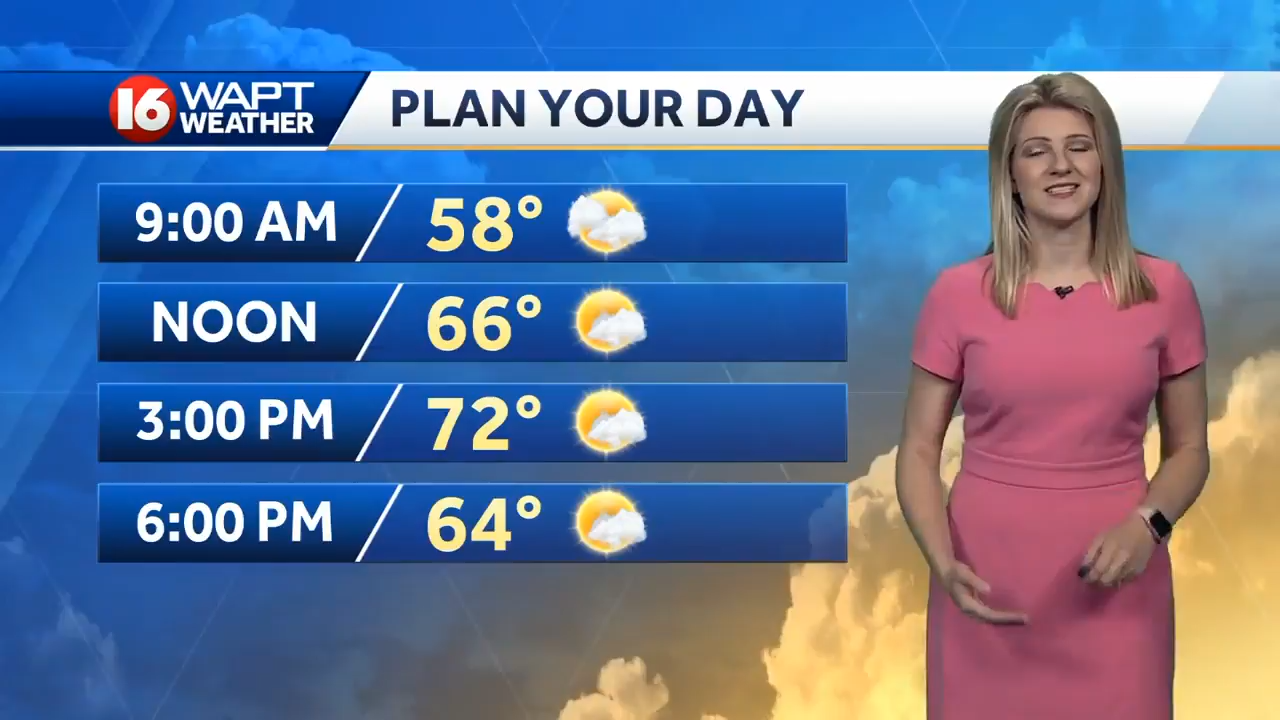 16 WAPT WEATHER
PLAN YOUR DAY
9:00 AM 58°
NOON 66°
3:00 PM 72°
6:00 PM 64°